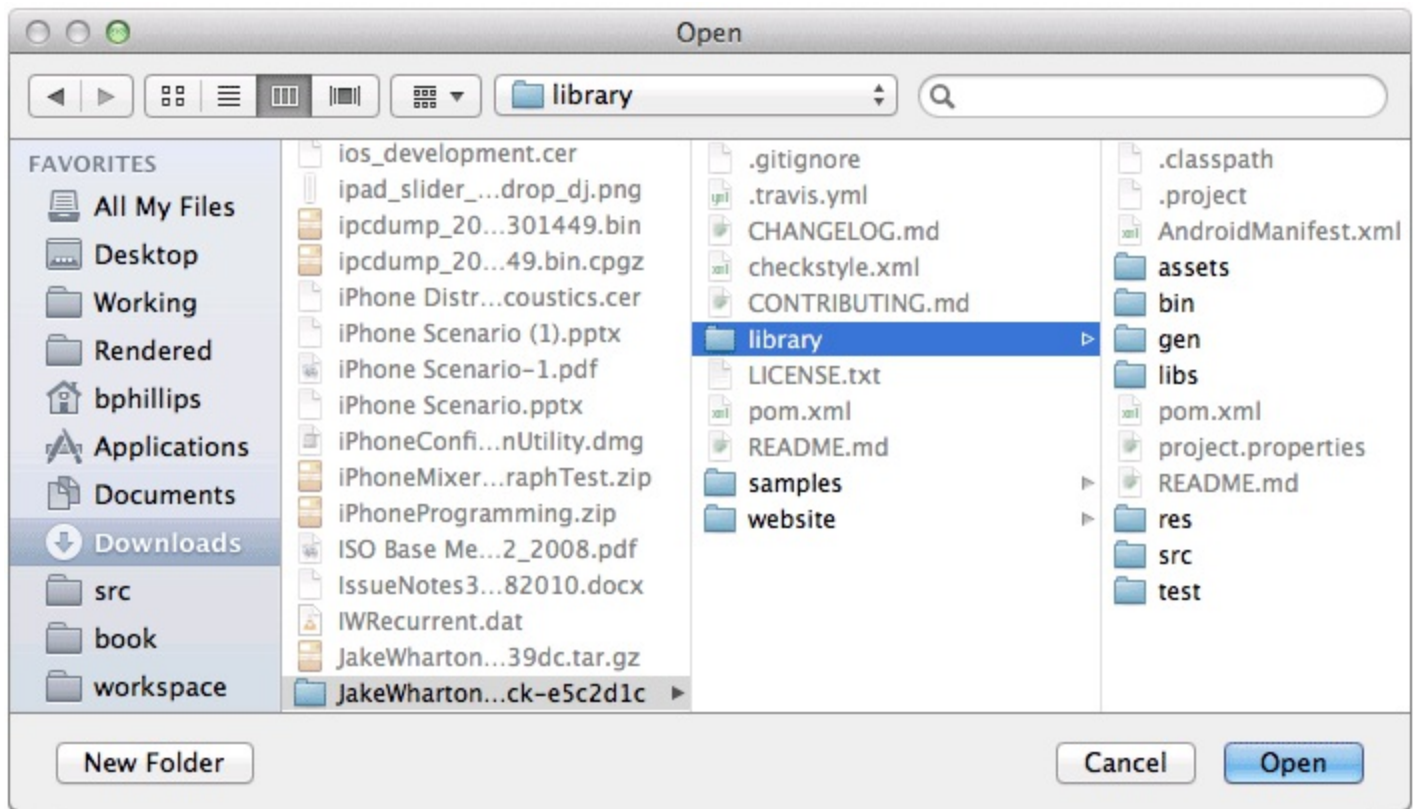 Open
library
FAVORITES
All My Files
Desktop
Working
Rendered
bphillips
Applications
Documents
Downloads
src
book
workspace
ios_development.cer
ipad_slider_...drop_dj.png
ipcdump_20...301449.bin
ipcdump_20...49.bin.cpgz
iPhone Distr...coustics.cer
iPhone Scenario (1).pptx
iPhone Scenario-1.pdf
iPhone Scenario.pptx
iPhoneConfi...nUtility.dmg
iPhoneMixer...raphTest.zip
iPhoneProgramming.zip
ISO Base Me...2_2008.pdf
IssueNotes3...82010.docx
IWRecurrent.dat
JakeWharton...39dc.tar.gz
JakeWharton...ck-e5c2d1c
.gitignore
.travis.yml
CHANGELOG.md
checkstyle.xml
CONTRIBUTING.md
library
LICENSE.txt
pom.xml
README.md
samples
website
.classpath
.project
AndroidManifest.xml
assets
bin
gen
libs
pom.xml
project.properties
README.md
res
src
test
New Folder
Cancel
Open